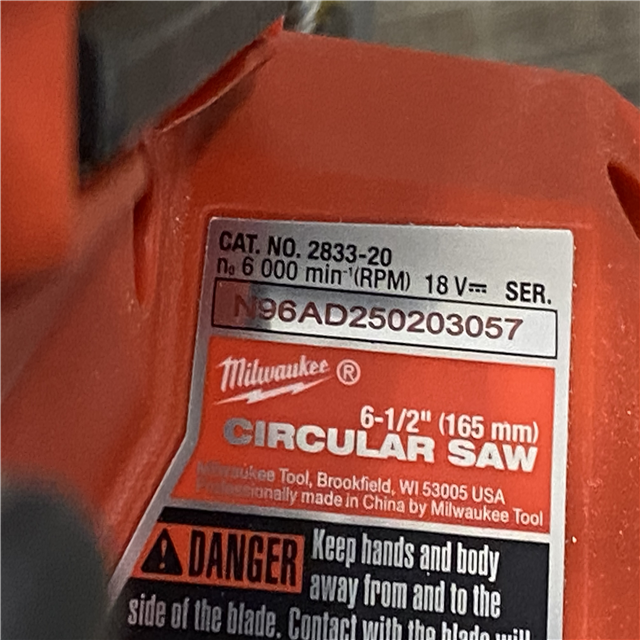 CAT. NO. 2833-20
n₀ 6 000 min⁻¹(RPM) 18 V⎓ SER.
N96AD250203057
Milwaukee ®
6-1/2" (165 mm)
CIRCULAR SAW
Milwaukee Tool, Brookfield, WI 53005 USA
Professionally made in China by Milwaukee Tool
DANGER Keep hands and body
away from and to the
side of the blade. Contact with the blade will